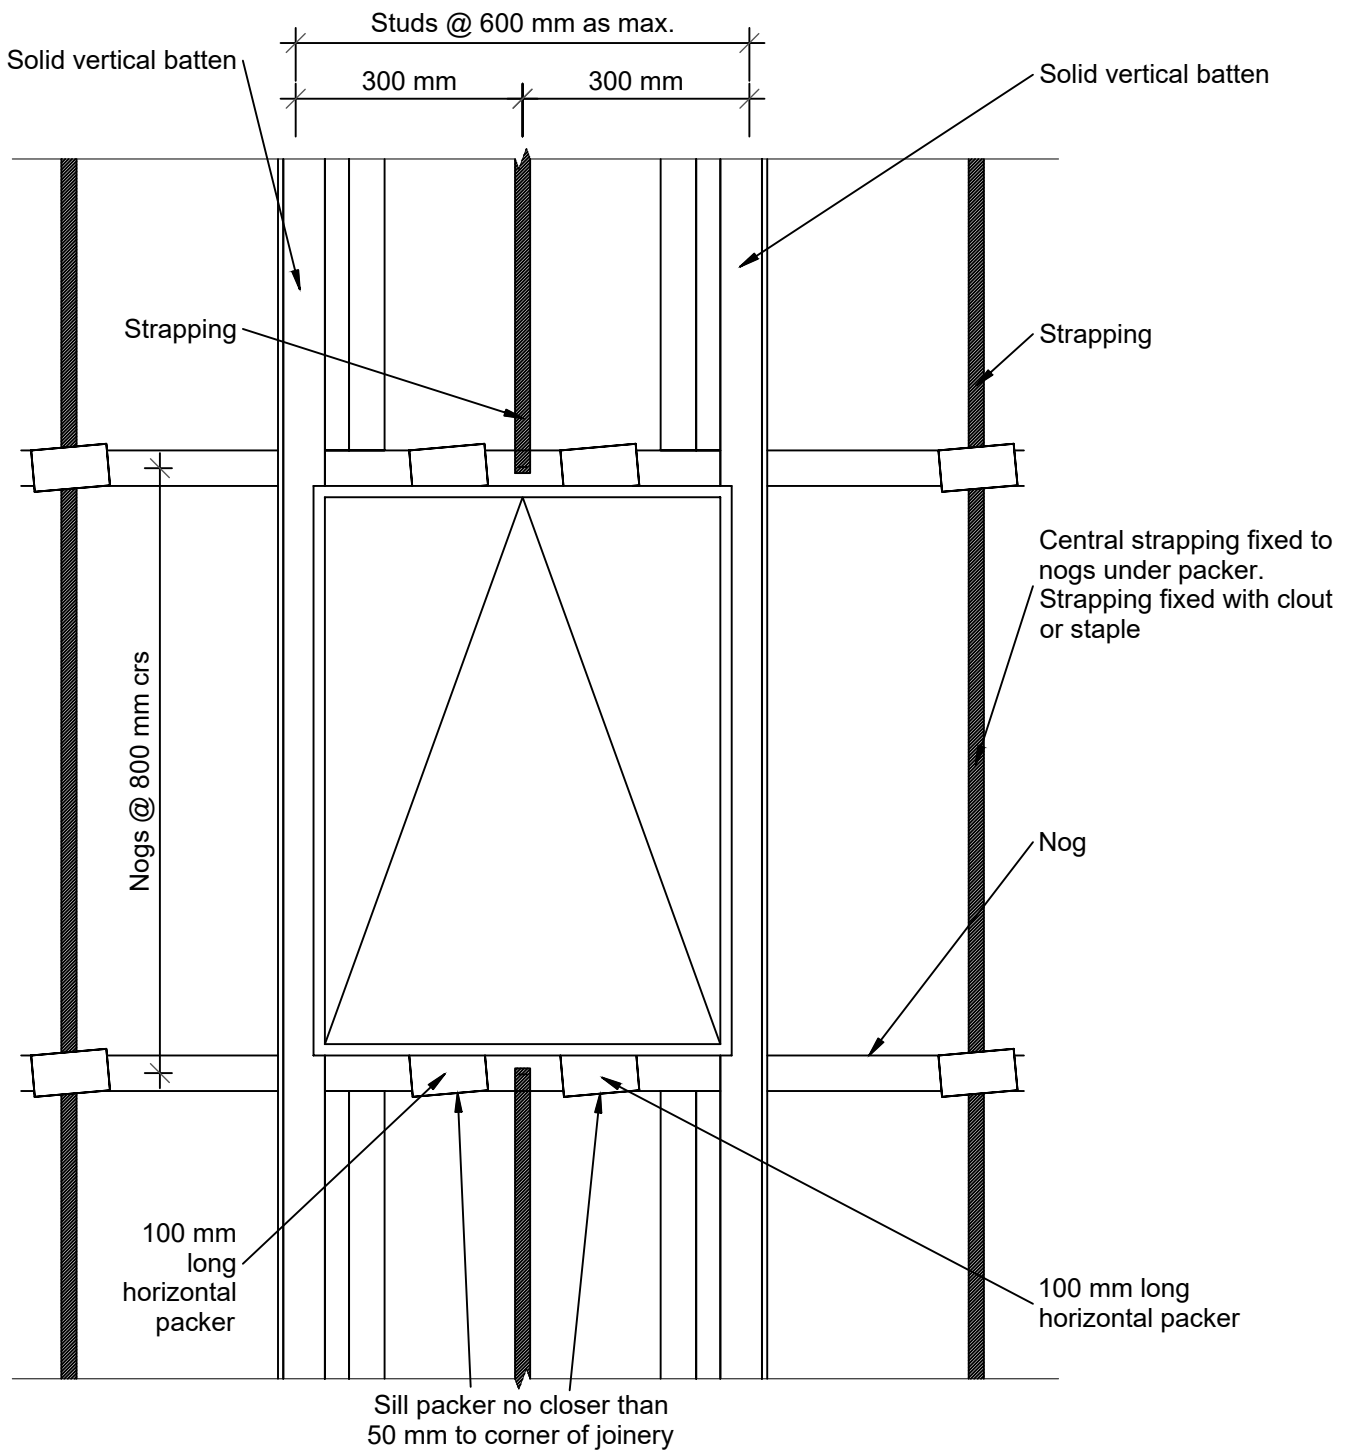 Studs @ 600 mm as max.
Solid vertical batten
300 mm
300 mm
Solid vertical batten
Strapping
Strapping
Central strapping fixed to
nogs under packer.
Strapping fixed with clout
or staple
Nogs @ 800 mm crs
Nog
100 mm
long
horizontal
packer
100 mm long
horizontal packer
Sill packer no closer than
50 mm to corner of joinery